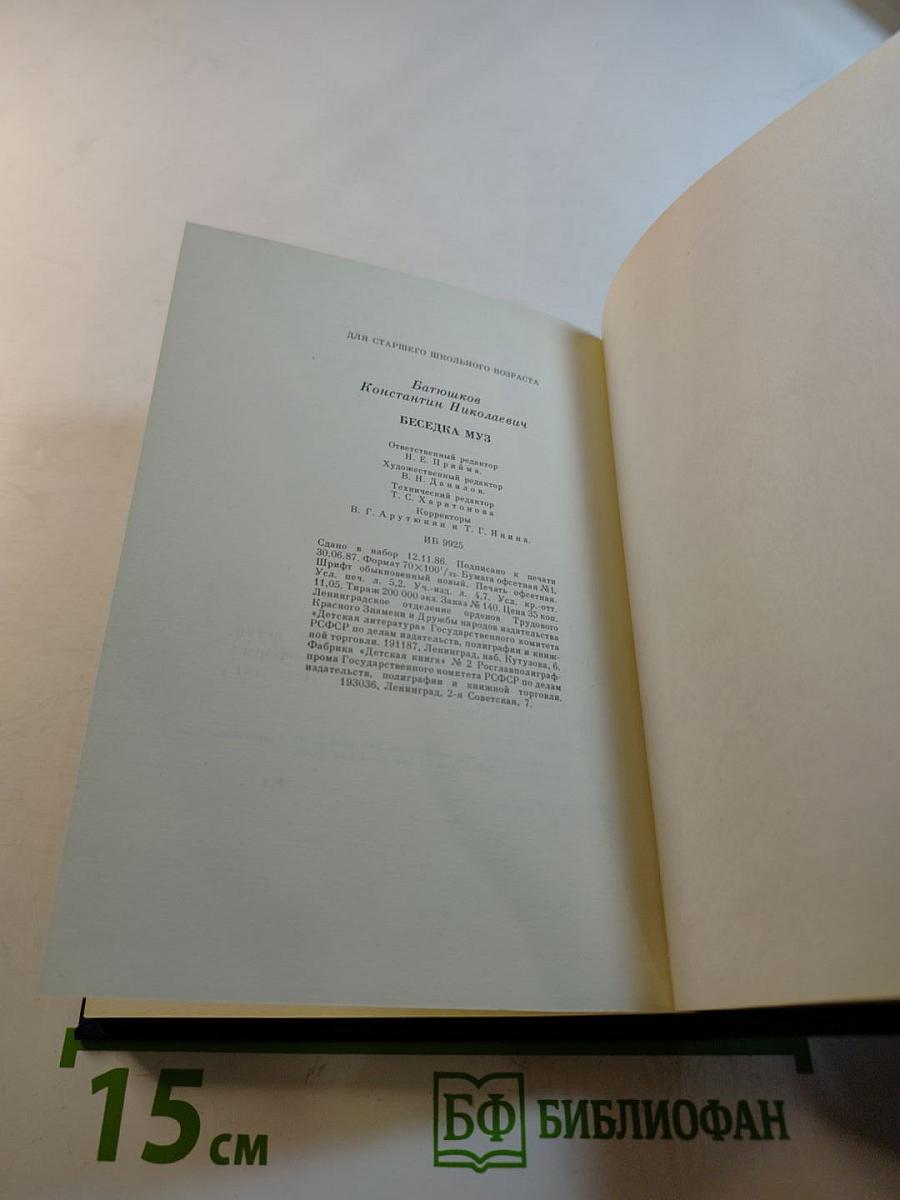 ДЛЯ СТАРШЕГО ШКОЛЬНОГО ВОЗРАСТА
Батюшков
Константин Николаевич
БЕСЕДКА МУЗ
Ответственный редактор
Н. Е. Прийма.
Художественный редактор
В. Н. Данилов.
Технический редактор
Т. С. Харитонова
Корректоры
В. Г. Арутюнян и Т. Г. Янина.
ИБ 9925
Сдано в набор 12.11.86. Подписано к печати
30.06.87. Формат 70×100¹/₃₂. Бумага офсетная №1.
Шрифт обыкновенный новый. Печать офсетная.
Усл. печ. л. 5,2. Уч.-изд. л. 4,7. Усл. кр.-отт.
11,05. Тираж 200 000 экз. Заказ № 140. Цена 35 коп.
Ленинградское отделение орденов Трудового
Красного Знамени и Дружбы народов издательства
«Детская литература» Государственного комитета
РСФСР по делам издательств, полиграфии и книж-
ной торговли. 191187, Ленинград, наб. Кутузова, 6.
Фабрика «Детская книга» № 2 Росглавполиграф-
прома Государственного комитета РСФСР по делам
издательств, полиграфии и книжной торговли.
193036, Ленинград, 2-я Советская, 7.
15 см
БФ БИБЛИОФАН